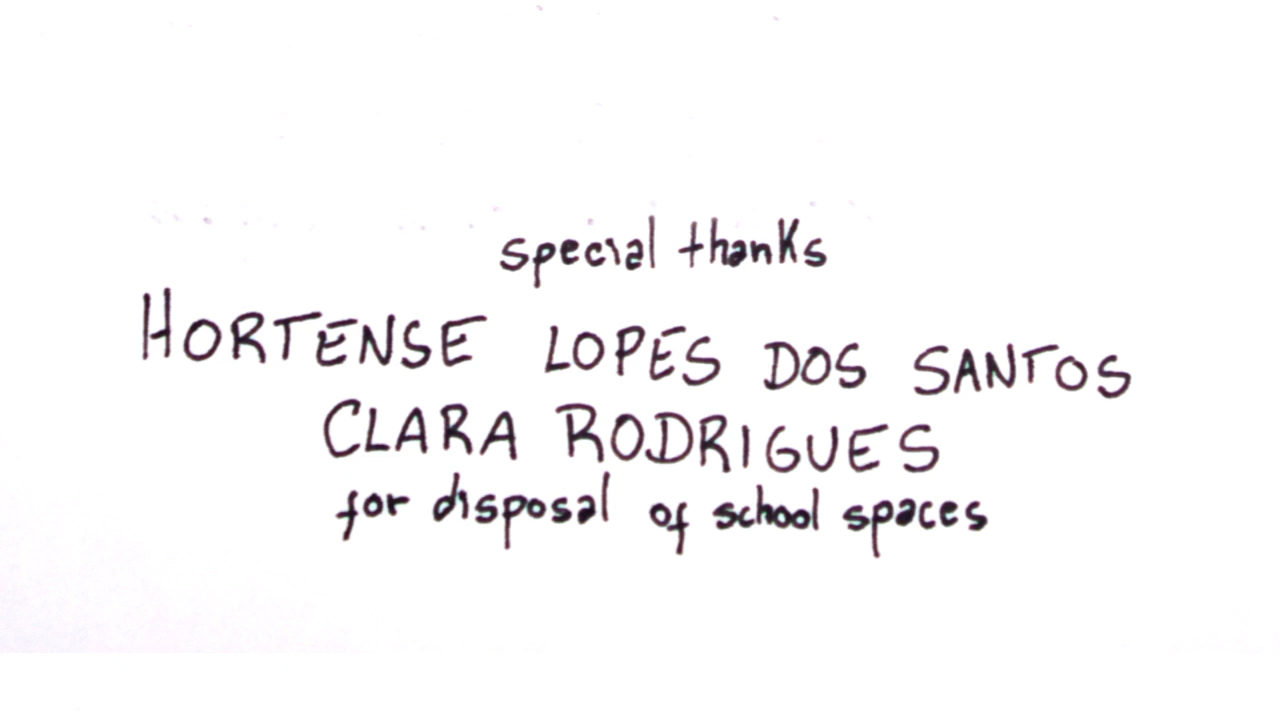 special thanks
HORTENSE LOPES DOS SANTOS
CLARA RODRIGUES
for disposal of school spaces